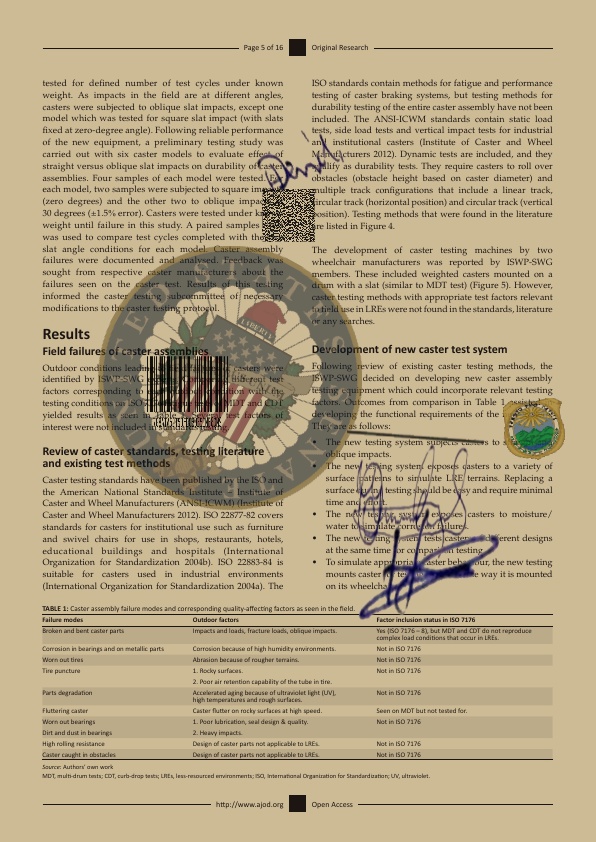 Page 5 of 16
Original Research
tested for defined number of test cycles under known
weight. As impacts in the field are at different angles,
casters were subjected to oblique slat impacts, except one
model which was tested for square slat impact (with slats
fixed at zero-degree angle). Following reliable performance
of the new equipment, a preliminary testing study was
carried out with six models to evaluate effect of
straight versus oblique slat impacts on durability of caster
assemblies. Four samples of each model were tested. For
each model, two samples were subjected to square
(zero degrees) and the other two to oblique
30 degrees (±1.5% error). Casters were tested under
weight until failure in this study. A paired samples
was used to compare test cycles completed with the
slat angle conditions for each model. Caster assembly
failures were documented and analysed. Feedback was
sought from respective caster manufacturers about the
failures seen on the caster test. Results of this testing
informed the caster testing subcommittee of necessary
modifications to the caster testing protocol.
Results
Field failures of caster assemblies
Outdoor conditions leading to failures of casters were
identified by ISWP-SWG different test
factors corresponding to condition with the
testing conditions on ISO MDT and CDT
yielded results as seen in test factors of
interest were not included in standards testing.
Review of caster standards, testing literature
and existing test methods
Caster testing standards have been published by the ISO and
the American National Standards Institute – Institute of
Caster and Wheel Manufacturers (ANSI-ICWM) (Institute of
Caster and Wheel Manufacturers 2012). ISO 22877-82 covers
standards for casters for institutional use such as furniture
and swivel chairs for use in shops, restaurants, hotels,
educational buildings and hospitals (International
Organization for Standardization 2004b). ISO 22883-84 is
suitable for casters used in industrial environments
(International Organization for Standardization 2004a). The
ISO standards contain methods for fatigue and performance
testing of caster braking systems, but testing methods for
durability testing of the entire caster assembly have not been
included. The ANSI-ICWM standards contain static load
tests, side load tests and vertical impact tests for industrial
and institutional casters (Institute of Caster and Wheel
Manufacturers 2012). Dynamic tests are included, and they
qualify as durability tests. They require casters to roll over
obstacles (obstacle height based on caster diameter) and
multiple track configurations that include a linear track,
circular track (horizontal position) and circular track (vertical
position). Testing methods that were found in the literature
are listed in Figure 4.
The development of caster testing machines by two
wheelchair manufacturers was reported by ISWP-SWG
members. These included weighted casters mounted on a
drum with a slat (similar to MDT test) (Figure 5). However,
caster testing methods with appropriate test factors relevant
to field use in LREs were not found in the standards, literature
or any searches.
Development of new caster test system
Following review of existing caster testing methods, the
ISWP-SWG decided on developing new caster assembly
testing equipment which could incorporate relevant testing
factors. Outcomes from comparison in Table 1 assisted
developing the functional requirements of the
They are as follows:
• The new testing system subjects casters to
oblique impacts.
• The new testing system exposes casters to a variety of
surface patterns to simulate LRE terrains. Replacing a
surface during testing should be easy and require minimal
time and effort.
• The new testing system exposes casters to moisture/
water to simulate corrosion failure.
• The new testing system tests casters of different designs
at the same time for comparison testing.
• To simulate appropriate caster behaviour, the new testing
mounts caster the way it is mounted
on its wheelchair.
TABLE 1: Caster assembly failure modes and corresponding quality-affecting factors as seen in the field.
Failure modes Outdoor factors Factor inclusion status in ISO 7176
Broken and bent caster parts Impacts and loads, fracture loads, oblique impacts. Yes (ISO 7176 – 8), but MDT and CDT do not reproduce
complex load conditions that occur in LREs.
Corrosion in bearings and on metallic parts Corrosion because of high humidity environments. Not in ISO 7176
Worn out tires Abrasion because of rougher terrains. Not in ISO 7176
Tire puncture 1. Rocky surfaces. Not in ISO 7176
2. Poor air retention capability of the tube in tire.
Parts degradation Accelerated aging because of ultraviolet light (UV), Not in ISO 7176
high temperatures and rough surfaces.
Fluttering caster Caster flutter on rocky surfaces at high speed. Seen on MDT but not tested for.
Worn out bearings 1. Poor lubrication, seal design & quality. Not in ISO 7176
Dirt and dust in bearings 2. Heavy impacts.
High rolling resistance Design of caster parts not applicable to LREs. Not in ISO 7176
Caster caught in obstacles Design of caster parts not applicable to LREs. Not in ISO 7176
Source: Authors' own work
MDT, multi-drum tests; CDT, curb-drop tests; LREs, less-resourced environments; ISO, International Organization for Standardization; UV, ultraviolet.
http://www.ajod.org
Open Access
LIBERTY